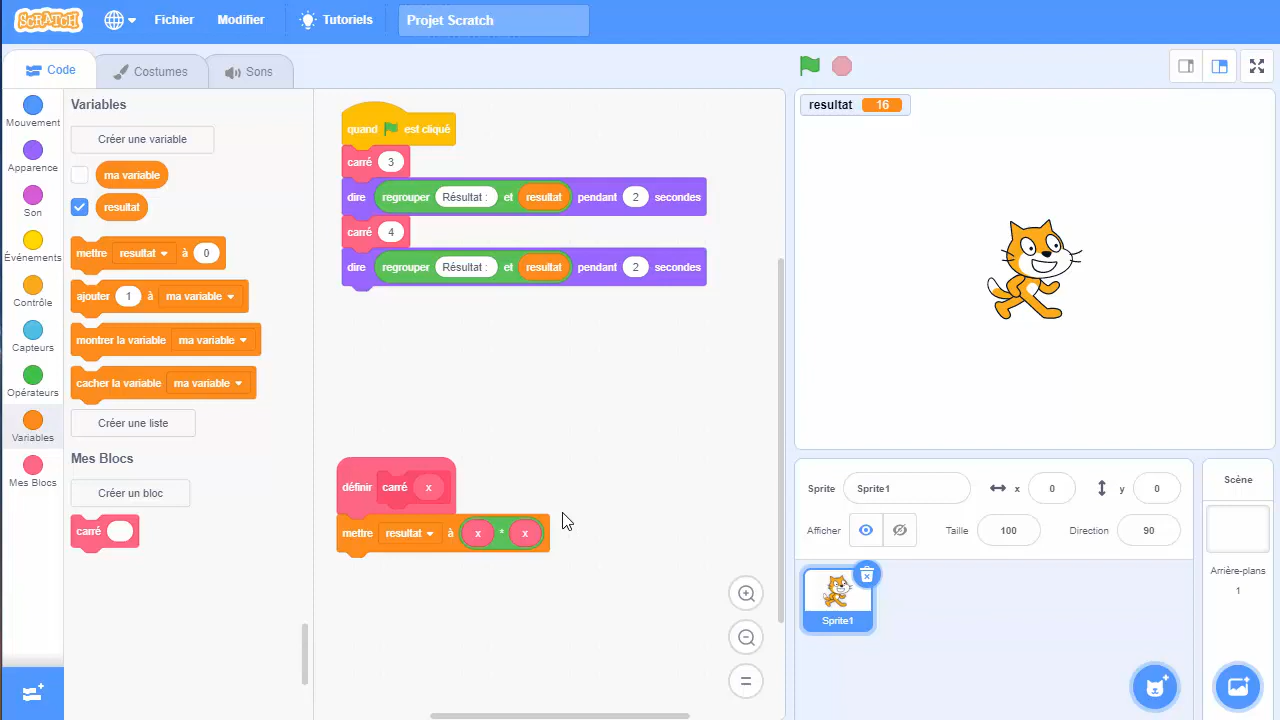 SCRATCH
Fichier
Modifier
Tutoriels
Projet Scratch
Code
Costumes
Sons
Mouvement
Apparence
Son
Événements
Contrôle
Capteurs
Opérateurs
Variables
Mes Blocs
Variables
Créer une variable
ma variable
resultat
mettre resultat à 0
ajouter 1 à ma variable
montrer la variable ma variable
cacher la variable ma variable
Créer une liste
Mes Blocs
Créer un bloc
carré
quand est cliqué
carré 3
dire regrouper Résultat : et resultat pendant 2 secondes
carré 4
dire regrouper Résultat : et resultat pendant 2 secondes
définir carré x
mettre resultat à x * x
resultat 16
Sprite Sprite1 x 0 y 0
Afficher Taille 100 Direction 90
Sprite1
Scène
Arrière-plans
1